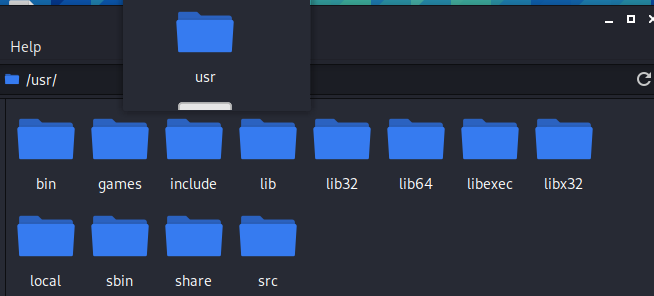 usr
Help
/usr/
bin games include lib lib32 lib64 libexec libx32
local sbin share src